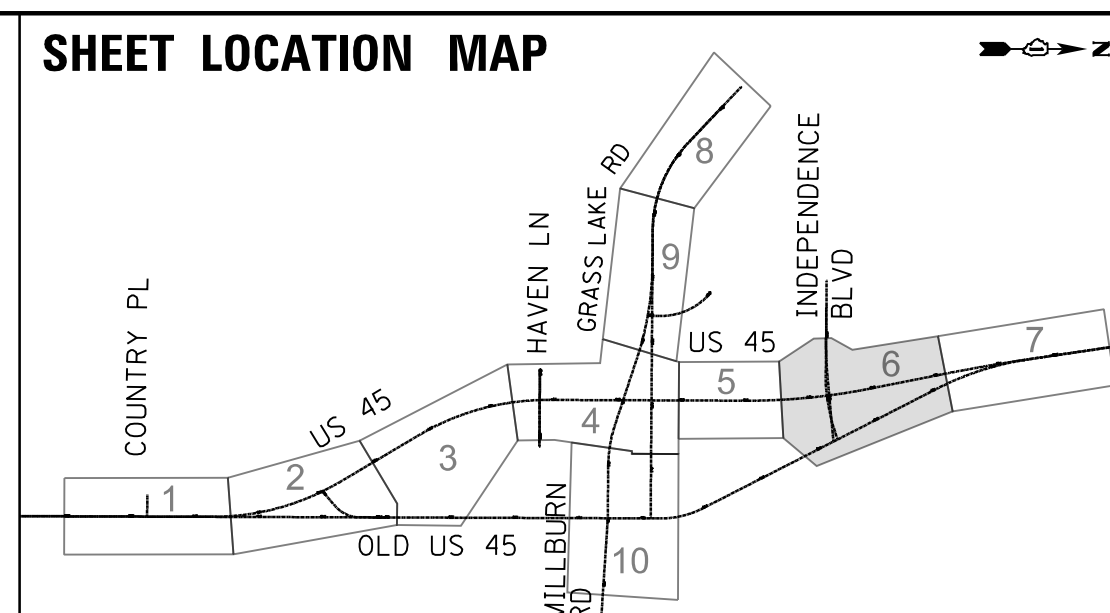 SHEET LOCATION MAP
N
COUNTRY PL
US 45
HAVEN LN
GRASS LAKE RD
INDEPENDENCE
BLVD
US 45
OLD US 45
MILLBURN
RD
1
2
3
4
5
6
7
8
9
10